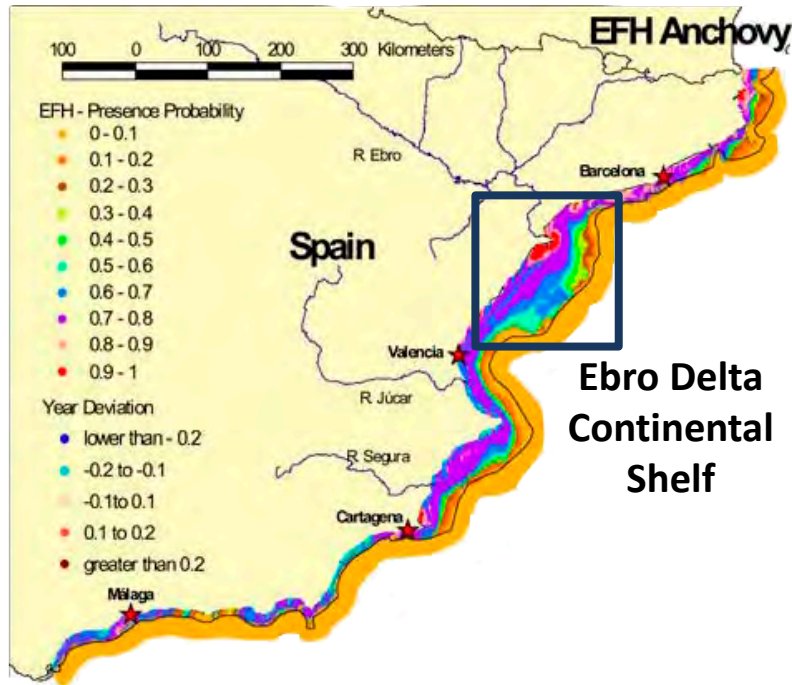 EFH Anchovy
100 0 100 200 300
Kilometers
EFH - Presence Probability
0 - 0.1
0.1 - 0.2
0.2 - 0.3
0.3 - 0.4
0.4 - 0.5
0.5 - 0.6
0.6 - 0.7
0.7 - 0.8
0.8 - 0.9
0.9 - 1
R. Ebro
Barcelona
Spain
Valencia
Ebro Delta
Continental
Shelf
R. Júcar
Year Deviation
lower than - 0.2
-0.2 to -0.1
-0.1to 0.1
0.1 to 0.2
greater than 0.2
R. Segura
Cartagena
Málaga